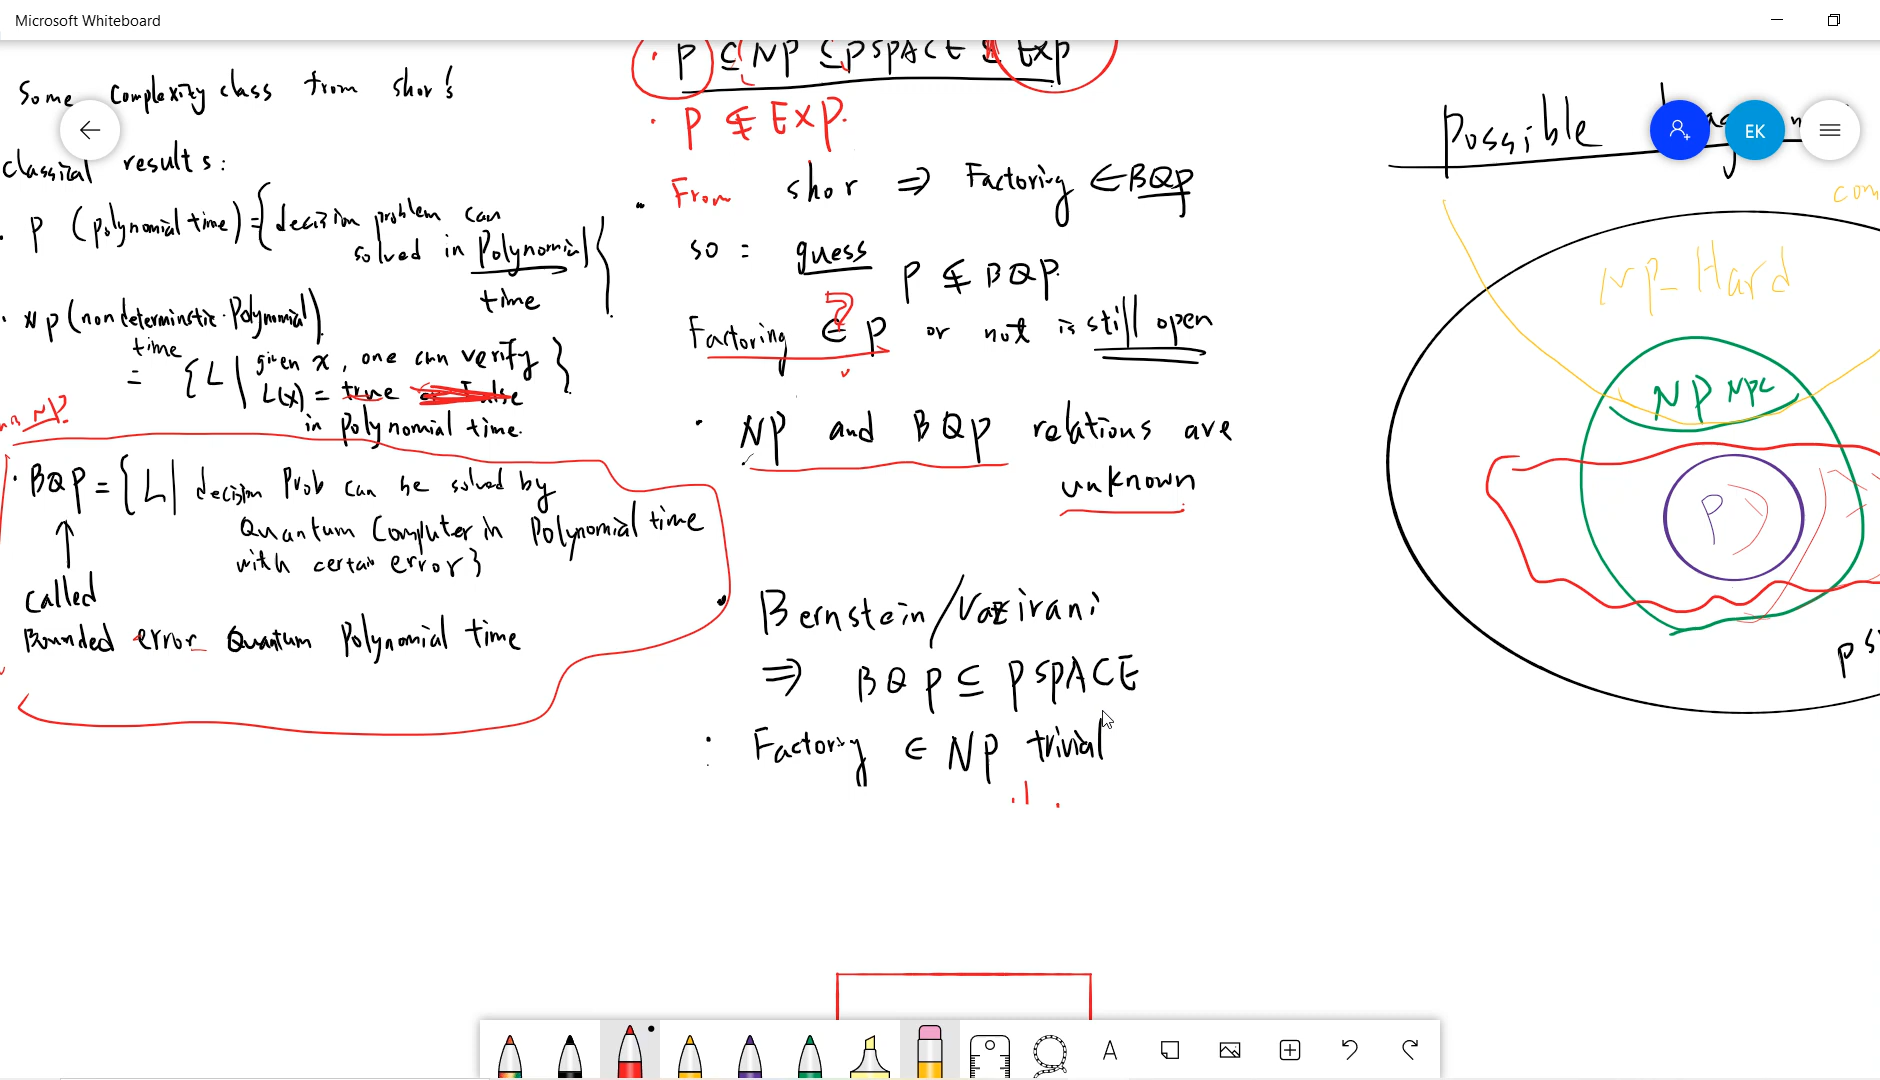 Microsoft Whiteboard
Some Complexity class from shor's
classical results:
· P (polynomial time) = { decision problem can
solved in Polynomial
time }
· NP (nondeterminstic Polynomial)
time
= { L | given x, one can verify
L(x) = true
in Polynomial time. }
NP
· BQP = { L | decision Prob can be solved by
Quantum Computer in Polynomial time
with certain error }
↑
called
Bounded error Quantum Polynomial time
· P ⊆ NP ⊆ PSPACE ⊆ EXP
· P ⊊ EXP.
· From shor ⇒ Factoring ∈ BQP
so : guess
P ⊊ BQP.
?
Factoring ∈ P or not is still open
· NP and BQP relations are
unknown
· Bernstein/Vazirani
⇒ BQP ⊆ PSPACE
: Factoring ∈ NP trivial
Possible
EK
com
NP-Hard
NP NPC
P
PS
A